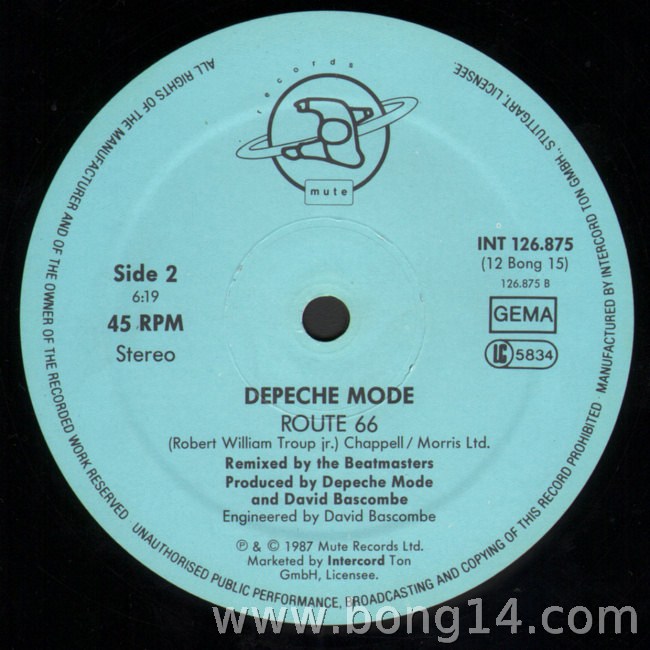 records
mute
Side 2
6:19
45 RPM
Stereo
INT 126.875
(12 Bong 15)
126.875 B
GEMA
LC 5834
DEPECHE MODE
ROUTE 66
(Robert William Troup jr.) Chappell / Morris Ltd.
Remixed by the Beatmasters
Produced by Depeche Mode
and David Bascombe
Engineered by David Bascombe
℗ & © 1987 Mute Records Ltd.
Marketed by Intercord Ton
GmbH, Licensee.
ALL RIGHTS OF THE MANUFACTURER AND OF THE OWNER OF THE RECORDED WORK RESERVED · UNAUTHORISED PUBLIC PERFORMANCE, BROADCASTING AND COPYING OF THIS RECORD PROHIBITED · MANUFACTURED BY INTERCORD TON GMBH., STUTTGART, LICENSEE.
www.bong14.com